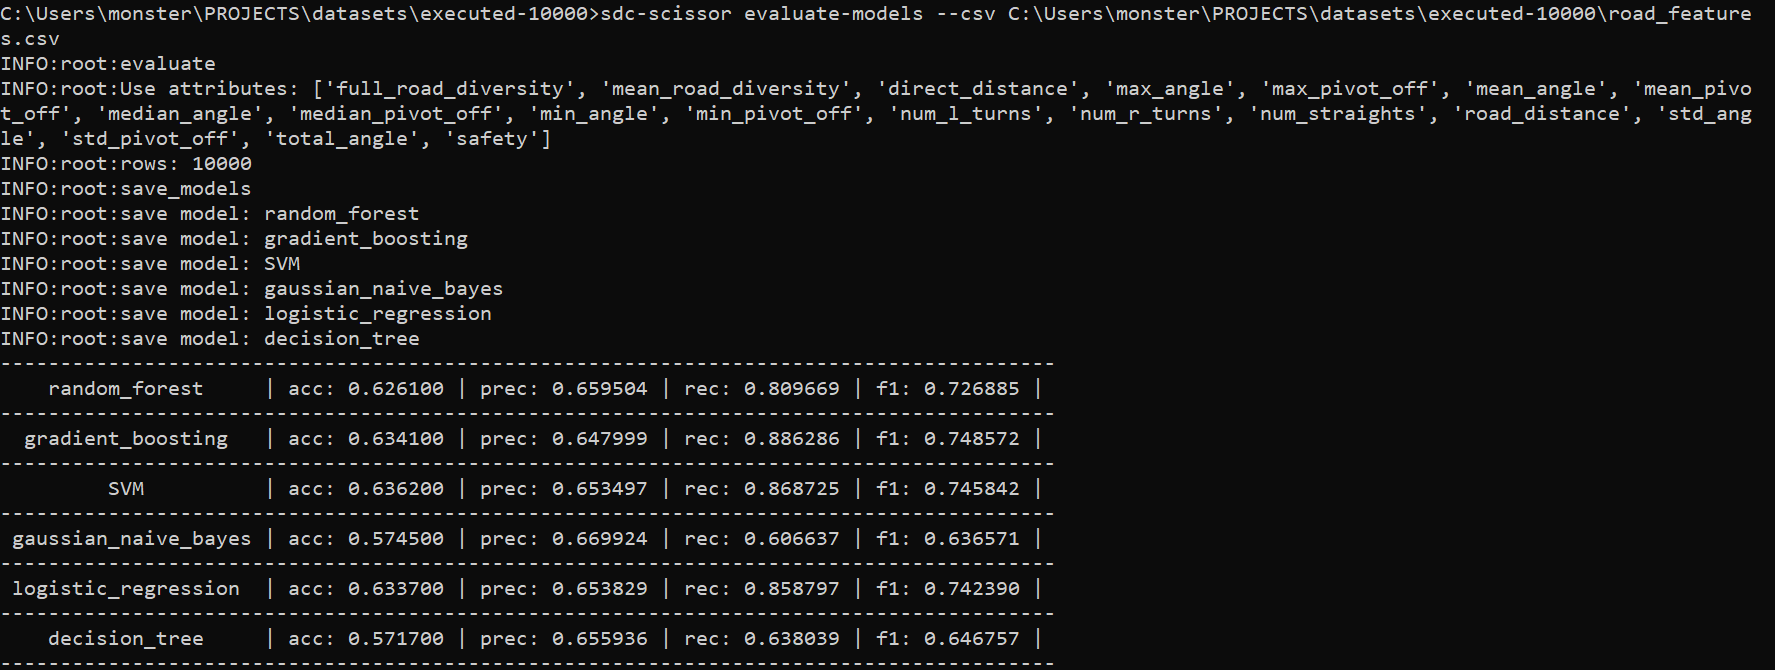 C:\Users\monster\PROJECTS\datasets\executed-10000>sdc-scissor evaluate-models --csv C:\Users\monster\PROJECTS\datasets\executed-10000\road_feature
s.csv
INFO:root:evaluate
INFO:root:Use attributes: ['full_road_diversity', 'mean_road_diversity', 'direct_distance', 'max_angle', 'max_pivot_off', 'mean_angle', 'mean_pivo
t_off', 'median_angle', 'median_pivot_off', 'min_angle', 'min_pivot_off', 'num_l_turns', 'num_r_turns', 'num_straights', 'road_distance', 'std_ang
le', 'std_pivot_off', 'total_angle', 'safety']
INFO:root:rows: 10000
INFO:root:save_models
INFO:root:save model: random_forest
INFO:root:save model: gradient_boosting
INFO:root:save model: SVM
INFO:root:save model: gaussian_naive_bayes
INFO:root:save model: logistic_regression
INFO:root:save model: decision_tree
----------------------------------------------------------------------------------------
random_forest | acc: 0.626100 | prec: 0.659504 | rec: 0.809669 | f1: 0.726885 |
----------------------------------------------------------------------------------------
gradient_boosting | acc: 0.634100 | prec: 0.647999 | rec: 0.886286 | f1: 0.748572 |
----------------------------------------------------------------------------------------
SVM | acc: 0.636200 | prec: 0.653497 | rec: 0.868725 | f1: 0.745842 |
----------------------------------------------------------------------------------------
gaussian_naive_bayes | acc: 0.574500 | prec: 0.669924 | rec: 0.606637 | f1: 0.636571 |
----------------------------------------------------------------------------------------
logistic_regression | acc: 0.633700 | prec: 0.653829 | rec: 0.858797 | f1: 0.742390 |
----------------------------------------------------------------------------------------
decision_tree | acc: 0.571700 | prec: 0.655936 | rec: 0.638039 | f1: 0.646757 |
----------------------------------------------------------------------------------------